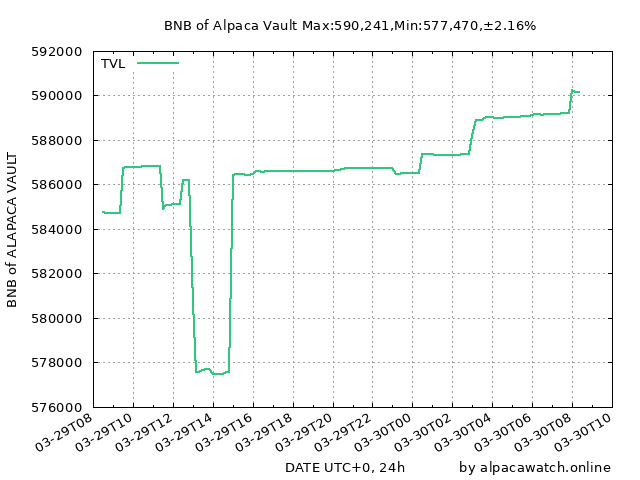 BNB of Alpaca Vault Max:590,241,Min:577,470,±2.16%
TVL
BNB of ALAPACA VAULT
592000
590000
588000
586000
584000
582000
580000
578000
576000
03-29T08
03-29T10
03-29T12
03-29T14
03-29T16
03-29T18
03-29T20
03-29T22
03-30T00
03-30T02
03-30T04
03-30T06
03-30T08
03-30T10
DATE UTC+0, 24h
by alpacawatch.online